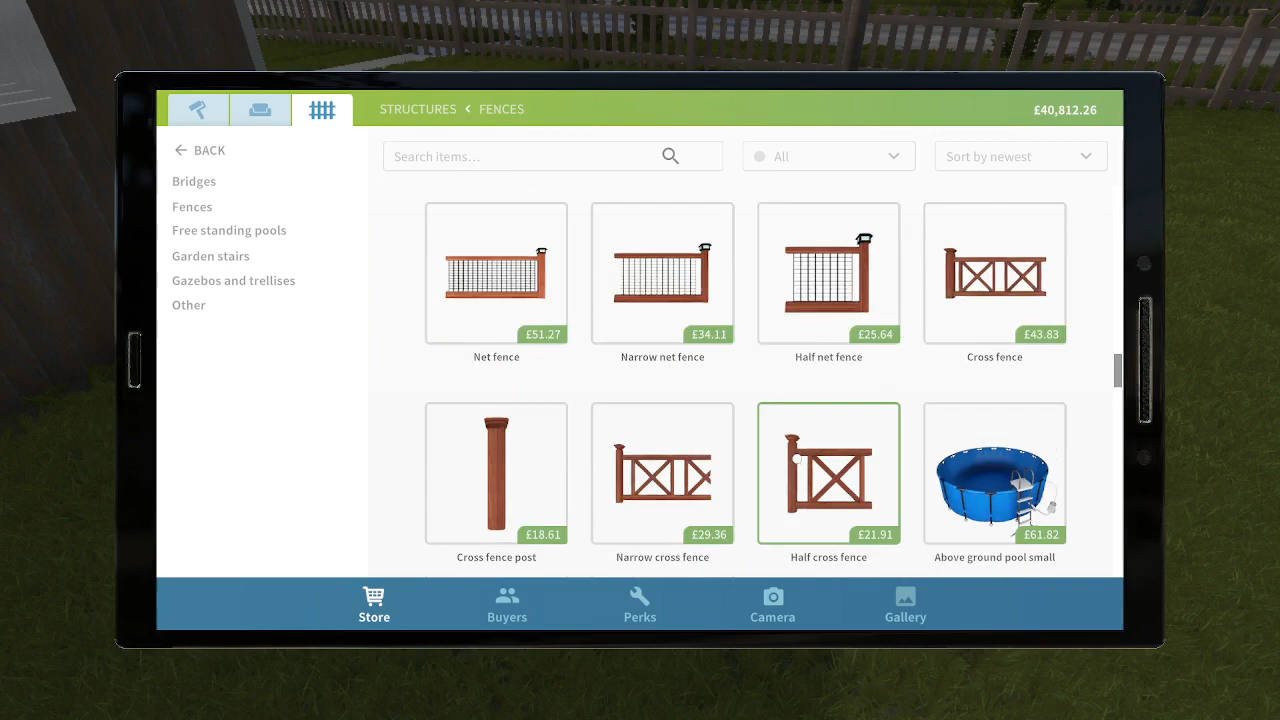 STRUCTURES < FENCES
£40,812.26
BACK
Bridges
Fences
Free standing pools
Garden stairs
Gazebos and trellises
Other
Search items...
All
Sort by newest
£51.27
£34.11
£25.64
£43.83
Net fence
Narrow net fence
Half net fence
Cross fence
£18.61
£29.36
£21.91
£61.82
Cross fence post
Narrow cross fence
Half cross fence
Above ground pool small
Store
Buyers
Perks
Camera
Gallery